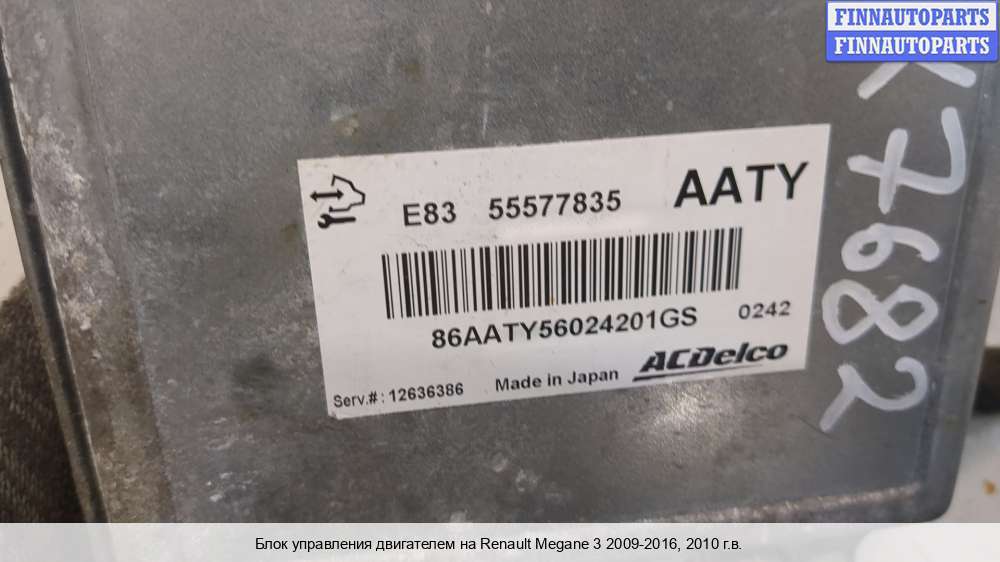 FINNAUTOPARTS
FINNAUTOPARTS
E83 55577835 AATY
86AATY56024201GS 0242
Serv.#: 12636386 Made in Japan ACDelco
7682
Блок управления двигателем на Renault Megane 3 2009-2016, 2010 г.в.